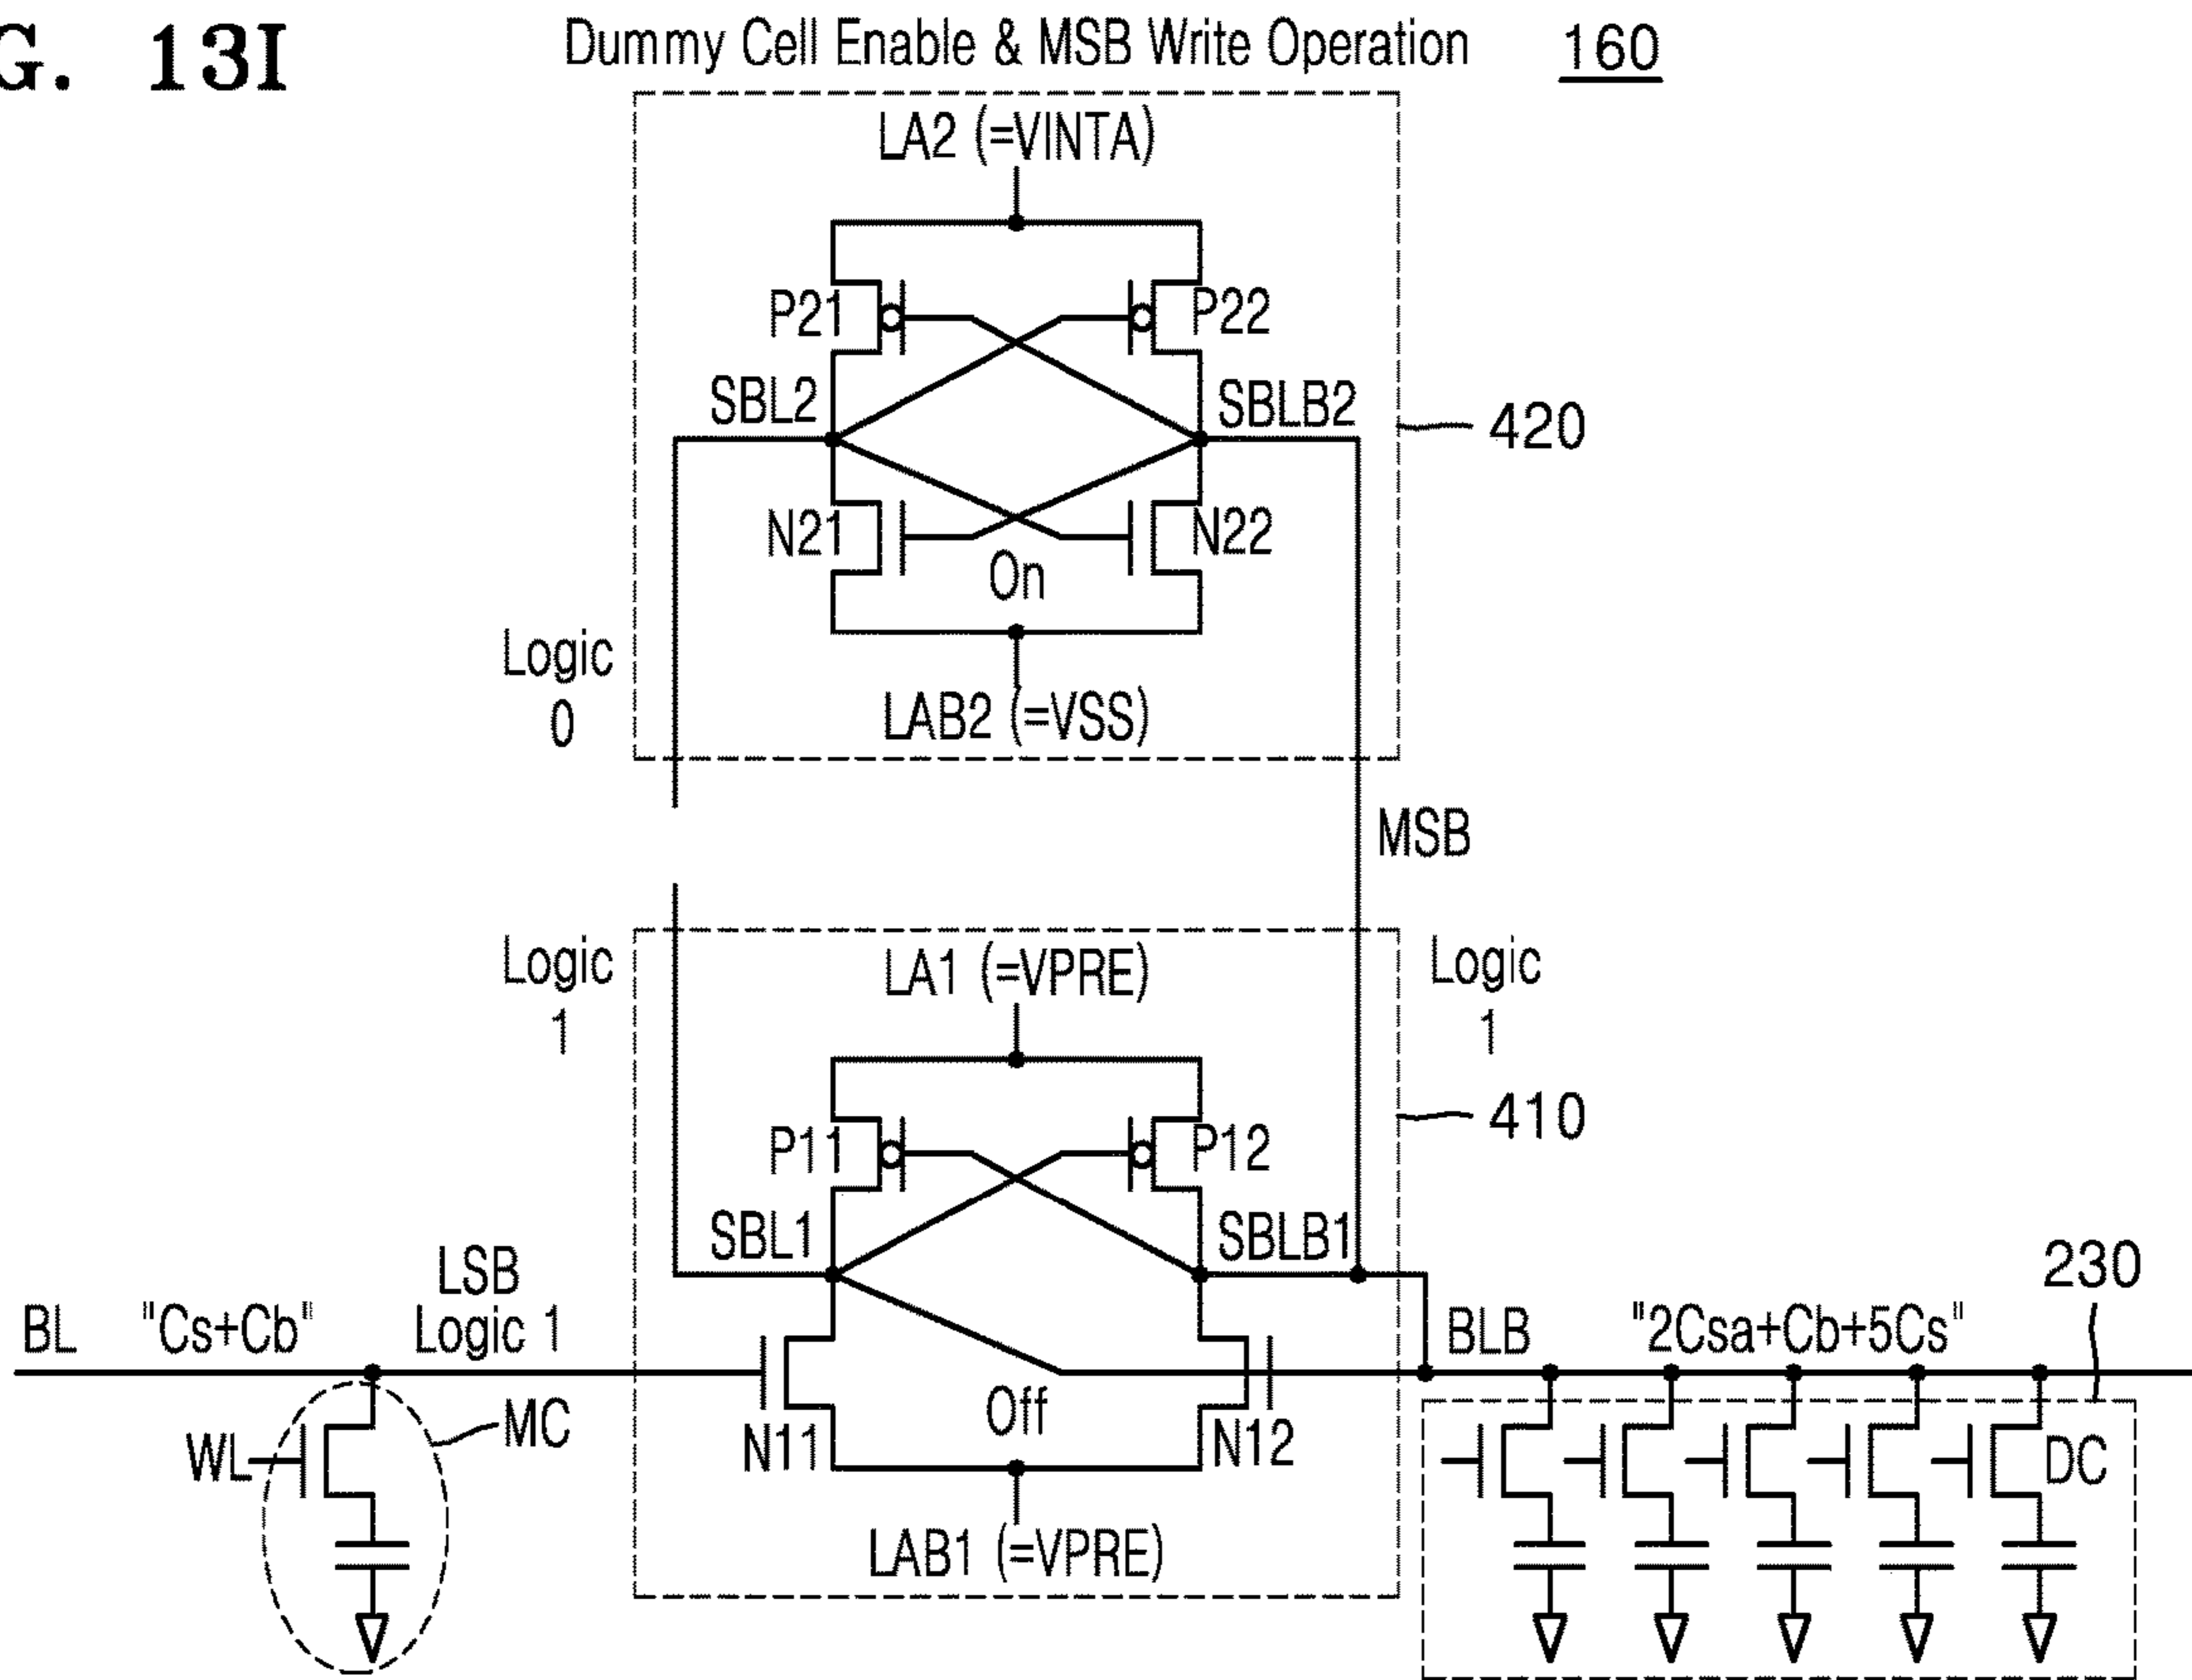 G. 13I
Dummy Cell Enable & MSB Write Operation
160
LA2 (=VINTA)
P21
P22
SBL2
SBLB2
420
N21
N22
On
Logic
0
LAB2 (=VSS)
MSB
Logic
1
LA1 (=VPRE)
Logic
1
410
P11
P12
SBL1
SBLB1
230
BL
"Cs+Cb"
LSB
Logic 1
BLB
"2Csa+Cb+5Cs"
MC
WL
N11
Off
N12
DC
LAB1 (=VPRE)